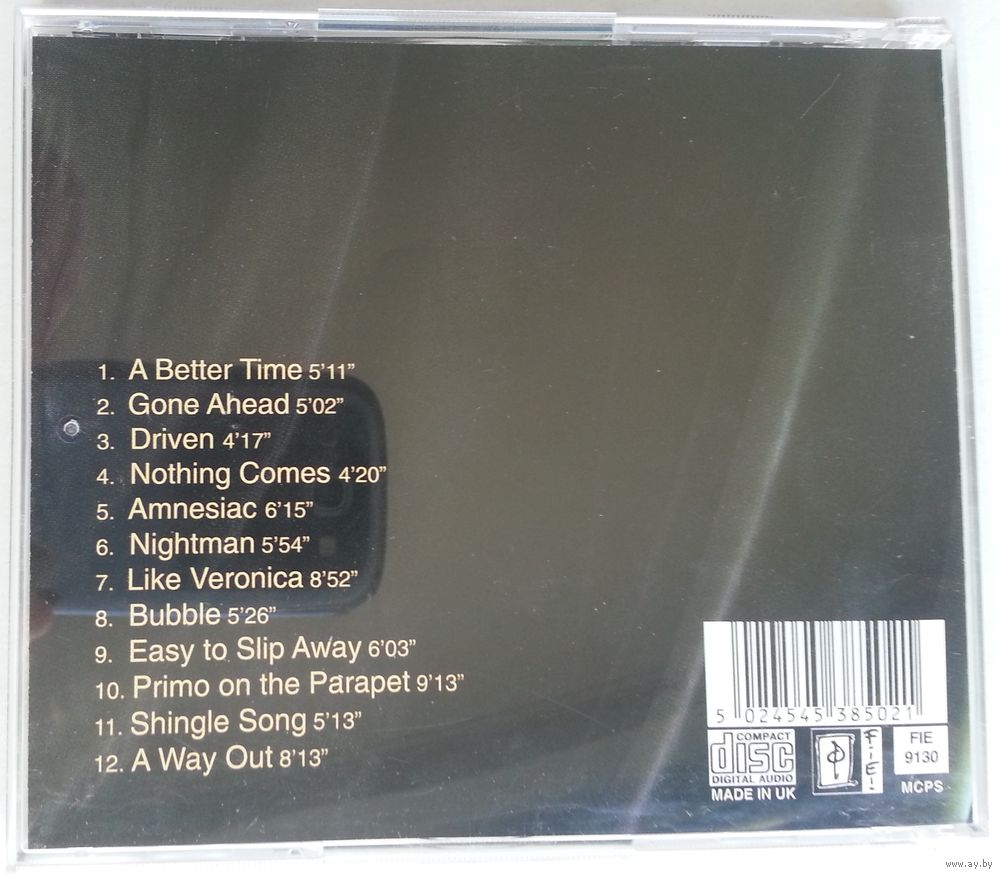 1. A Better Time 5'11"
2. Gone Ahead 5'02"
3. Driven 4'17"
4. Nothing Comes 4'20"
5. Amnesiac 6'15"
6. Nightman 5'54"
7. Like Veronica 8'52"
8. Bubble 5'26"
9. Easy to Slip Away 6'03"
10. Primo on the Parapet 9'13"
11. Shingle Song 5'13"
12. A Way Out 8'13"
5 024545 385021
COMPACT
disc
DIGITAL AUDIO
MADE IN UK
FIE!
FIE
9130
MCPS
www.ay.by